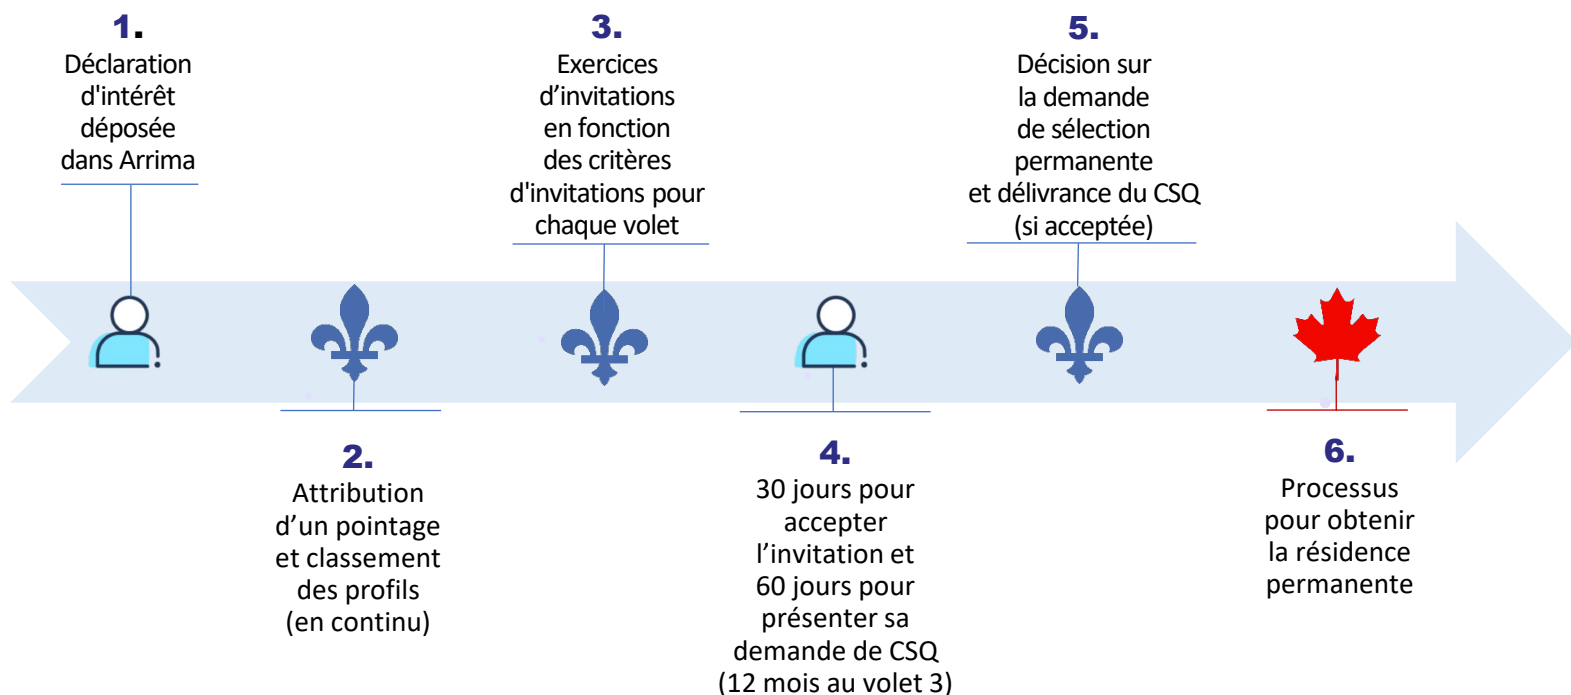 1.
Déclaration
d'intérêt
déposée
dans Arrima
2.
Attribution
d’un pointage
et classement
des profils
(en continu)
3.
Exercices
d’invitations
en fonction
des critères
d'invitations pour
chaque volet
4.
30 jours pour
accepter
l’invitation et
60 jours pour
présenter sa
demande de CSQ
(12 mois au volet 3)
5.
Décision sur
la demande
de sélection
permanente
et délivrance du CSQ
(si acceptée)
6.
Processus
pour obtenir
la résidence
permanente